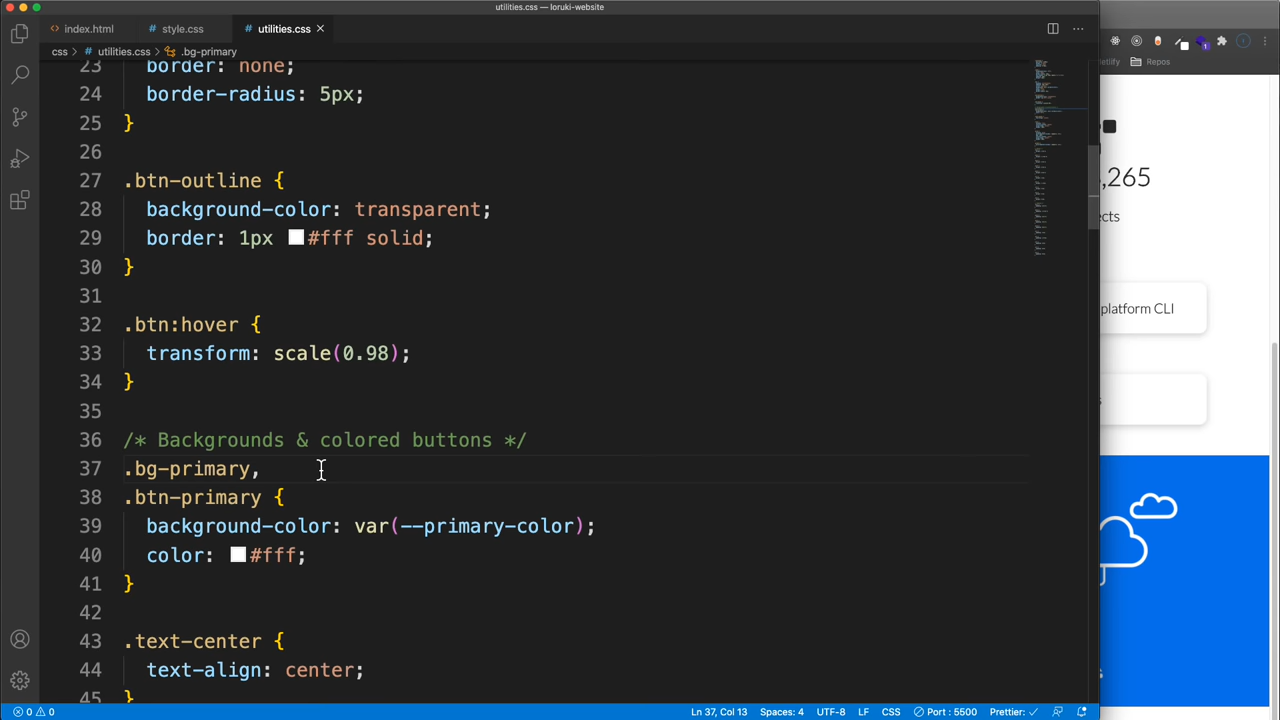 utilities.css — loruki-website
index.html
style.css
utilities.css
css › # utilities.css › .bg-primary
etlify
Repos
23 border: none;
24 border-radius: 5px;
25 }
26
27 .btn-outline {
28 background-color: transparent;
29 border: 1px #fff solid;
30 }
31
32 .btn:hover {
33 transform: scale(0.98);
34 }
35
36 /* Backgrounds & colored buttons */
37 .bg-primary,
38 .btn-primary {
39 background-color: var(--primary-color);
40 color: #fff;
41 }
42
43 .text-center {
44 text-align: center;
45 }
,265
ects
platform CLI
0 0
Ln 37, Col 13
Spaces: 4
UTF-8
LF
CSS
Port : 5500
Prettier: ✓